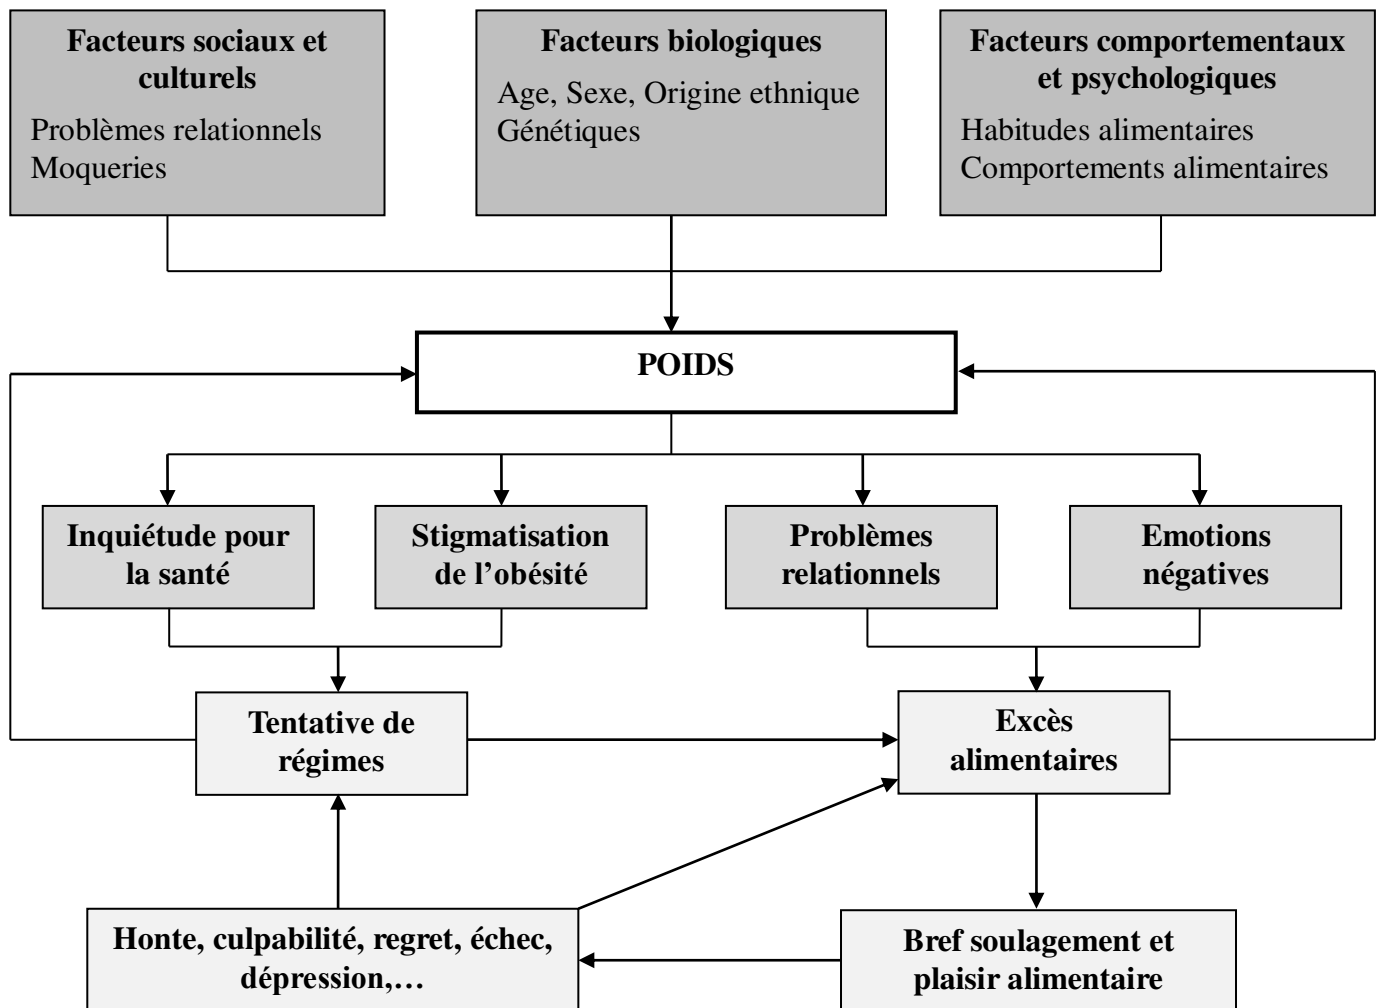 Facteurs sociaux et
culturels
Problèmes relationnels
Moqueries
Facteurs biologiques
Age, Sexe, Origine ethnique
Génétiques
Facteurs comportementaux
et psychologiques
Habitudes alimentaires
Comportements alimentaires
POIDS
Inquiétude pour
la santé
Stigmatisation
de l’obésité
Problèmes
relationnels
Emotions
négatives
Tentative de
régimes
Excès
alimentaires
Honte, culpabilité, regret, échec,
dépression,…
Bref soulagement et
plaisir alimentaire